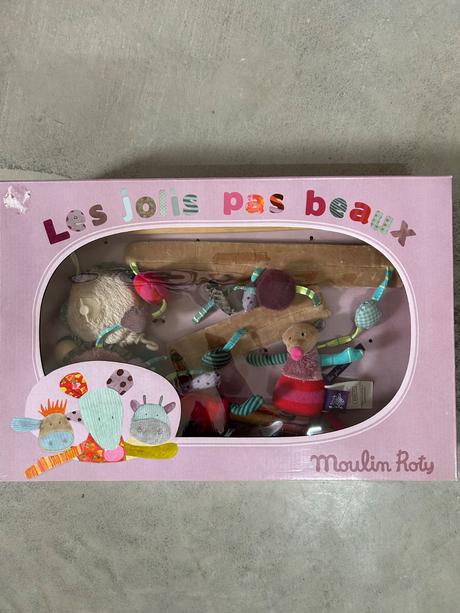 Les jolis pas beaux
Moulin Roty